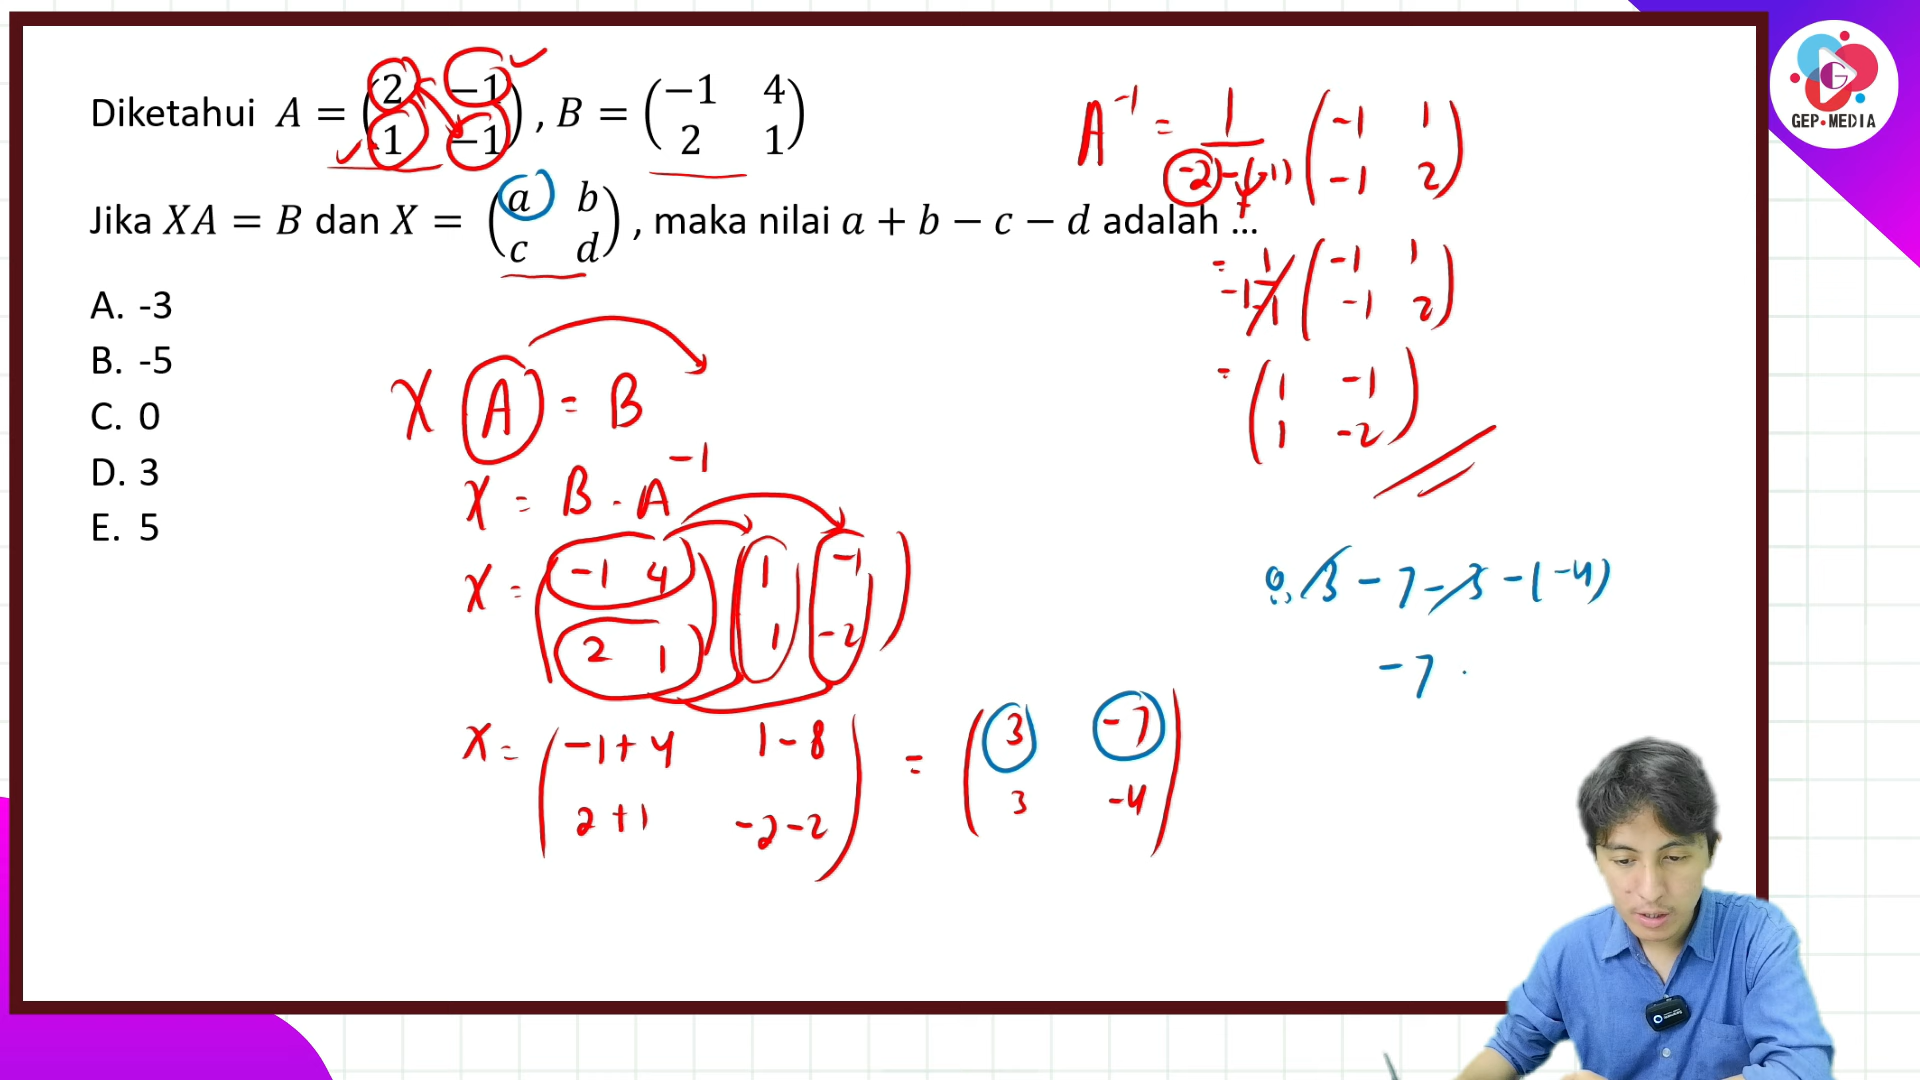 Diketahui A = (2 −1 1 −1), B = (−1 4 2 1)
Jika XA = B dan X = (a b c d), maka nilai a + b − c − d adalah ...
A. -3
B. -5
C. 0
D. 3
E. 5
X A = B
X = B . A⁻¹
X = (-1 4 2 1) (1 -1 1 -2)
X = (-1+4 1-8 2+1 -2-2) = (3 -7 3 -4)
A⁻¹ = 1 (-1 1 -1 2)
= 1 (-1 1 -1 2)
= (1 -1 1 -2)
3 - 7 - 3 - (-4)
-7
GEP•MEDIA